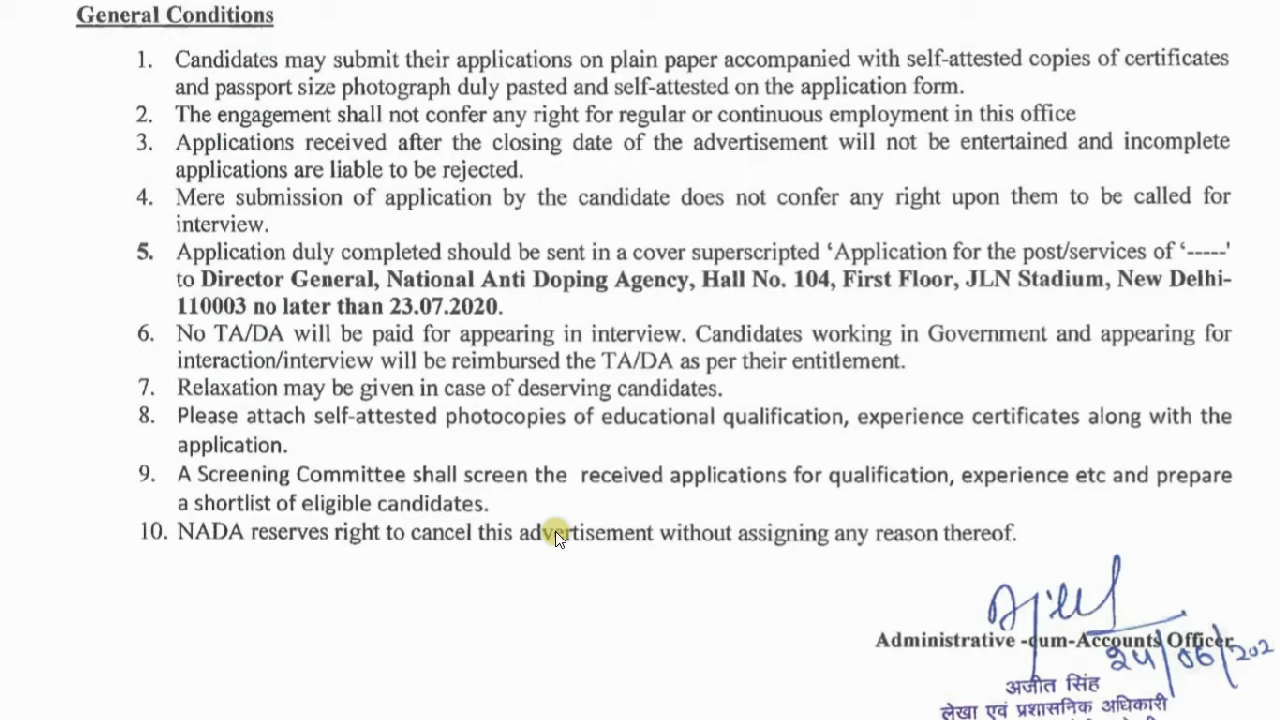 General Conditions
1. Candidates may submit their applications on plain paper accompanied with self-attested copies of certificates
and passport size photograph duly pasted and self-attested on the application form.
2. The engagement shall not confer any right for regular or continuous employment in this office
3. Applications received after the closing date of the advertisement will not be entertained and incomplete
applications are liable to be rejected.
4. Mere submission of application by the candidate does not confer any right upon them to be called for
interview.
5. Application duly completed should be sent in a cover superscripted ‘Application for the post/services of ‘-----'
to Director General, National Anti Doping Agency, Hall No. 104, First Floor, JLN Stadium, New Delhi-
110003 no later than 23.07.2020.
6. No TA/DA will be paid for appearing in interview. Candidates working in Government and appearing for
interaction/interview will be reimbursed the TA/DA as per their entitlement.
7. Relaxation may be given in case of deserving candidates.
8. Please attach self-attested photocopies of educational qualification, experience certificates along with the
application.
9. A Screening Committee shall screen the received applications for qualification, experience etc and prepare
a shortlist of eligible candidates.
10. NADA reserves right to cancel this advertisement without assigning any reason thereof.
Administrative -cum-Accounts Officer
24/06/202
अजीत सिंह
लेखा एवं प्रशासनिक अधिकारी